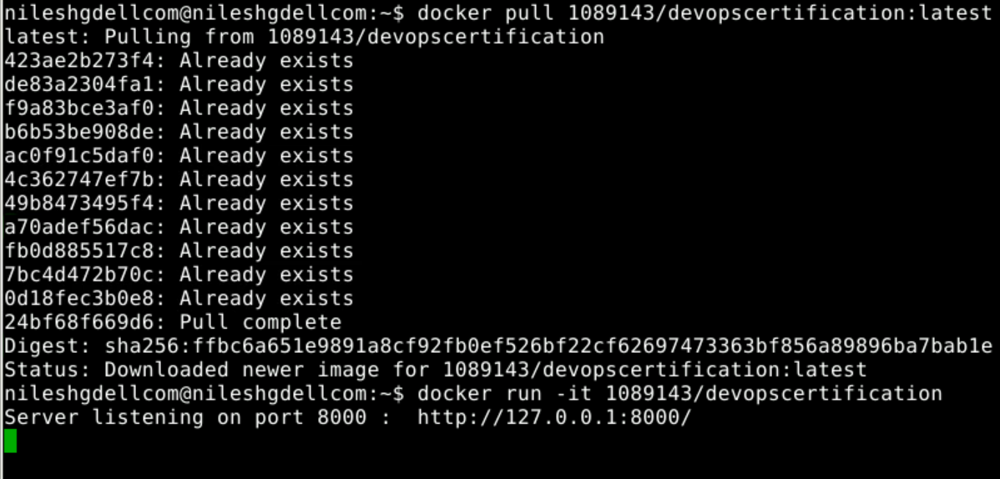 nileshgdellcom@nileshgdellcom:~$ docker pull 1089143/devopscertification:latest
latest: Pulling from 1089143/devopscertification
423ae2b273f4: Already exists
de83a2304fa1: Already exists
f9a83bce3af0: Already exists
b6b53be908de: Already exists
ac0f91c5daf0: Already exists
4c362747ef7b: Already exists
49b8473495f4: Already exists
a70adef56dac: Already exists
fb0d885517c8: Already exists
7bc4d472b70c: Already exists
0d18fec3b0e8: Already exists
24bf68f669d6: Pull complete
Digest: sha256:ffbc6a651e9891a8cf92fb0ef526bf22cf62697473363bf856a89896ba7bab1e
Status: Downloaded newer image for 1089143/devopscertification:latest
nileshgdellcom@nileshgdellcom:~$ docker run -it 1089143/devopscertification
Server listening on port 8000 :  http://127.0.0.1:8000/